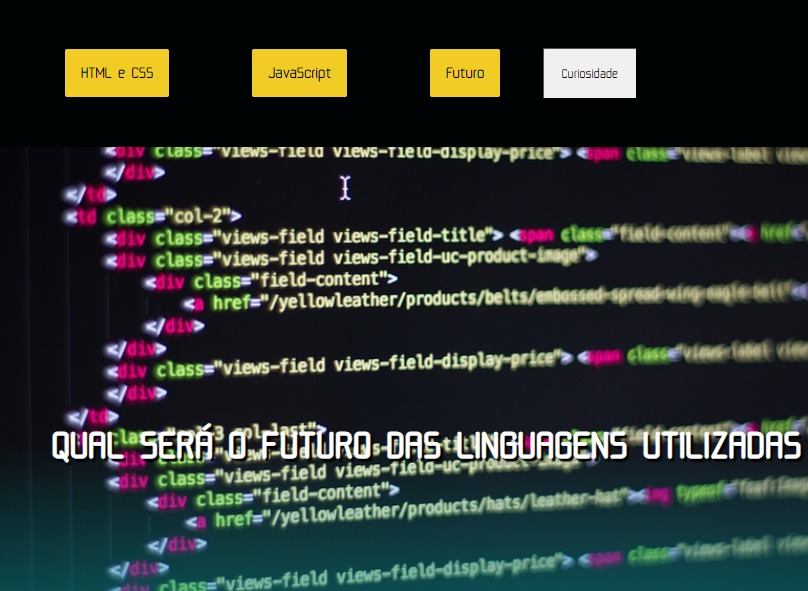 HTML e CSS
JavaScript
Futuro
Curiosidade
<div class="views-field views-field-display-price"> <span class="views-label views
</div>
</td>
<td class="col-2">
<div class="views-field views-field-title"> <span class="field-content"><a href=
<div class="views-field views-field-uc-product-image">
<div class="field-content">
<a href="/yellowleather/products/belts/embossed-spread-wing-eagle-belt"
</div>
</div>
<div class="views-field views-field-display-price"> <span class="views-label view
</div>
</td>
col-3 col-last">
QUAL SERÁ O FUTURO DAS LINGUAGENS UTILIZADAS
<div class="views-field views-field-uc-product-image">
<div class="field-content">
<a href="/yellowleather/products/hats/leather-hat"><img typeof="foaf:Image
</div>
</div>
<div class="views-field views-field-display-price"> <span class=